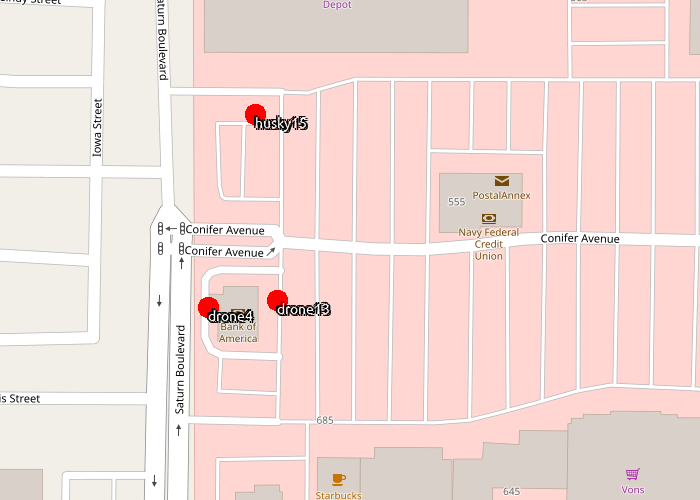 ndy Street
Depot
Saturn Boulevard
Iowa Street
husky15
PostalAnnex
555
Navy Federal
Credit
Union
Conifer Avenue
Conifer Avenue
Conifer Avenue
drone4
drone13
Bank of
America
Saturn Boulevard
is Street
685
Vons
645
Starbucks